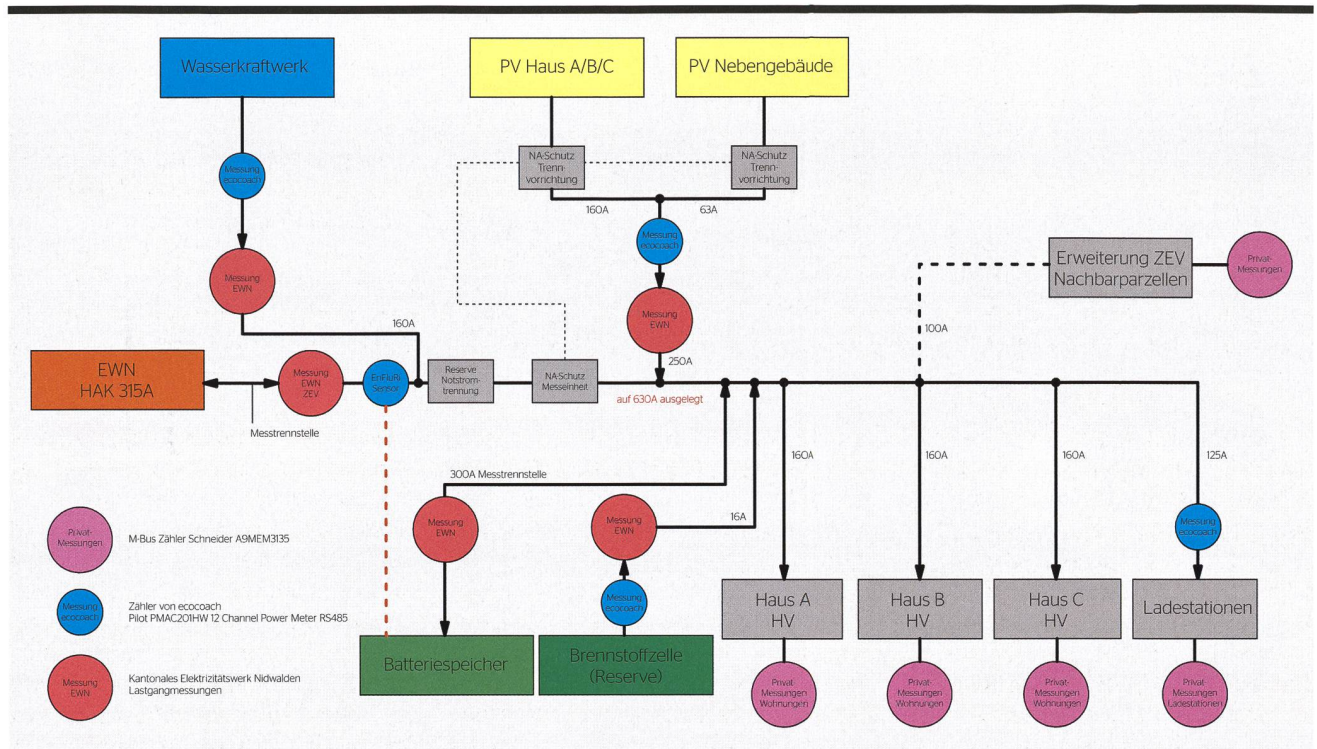 Wasserkraftwerk
PV Haus A/B/C
PV Nebengebäude
Messung
ecocoach
NA-Schutz
Trenn-
vorrichtung
NA-Schutz
Trenn-
vorrichtung
160A
63A
Messung
ecocoach
Messung
EWN
Messung
EWN
Erweiterung ZEV
Nachbarparzellen
Privat-
Messungen
160A
100A
250A
EWN
HAK 315A
Messung
EWN
ZEV
EnFluRi
Sensor
Reserve
Notstrom-
trennung
NA-Schutz
Messeinheit
auf 630A ausgelegt
Messtrennstelle
160A
160A
160A
125A
300A Messtrennstelle
16A
Messung
EWN
Messung
EWN
Messung
ecocoach
Privat-
Messungen
M-Bus Zähler Schneider A9MEM3135
Messung
ecocoach
Messung
ecocoach
Zähler von ecocoach
Pilot PMAC201HW 12 Channel Power Meter RS485
Haus A
HV
Haus B
HV
Haus C
HV
Ladestationen
Batteriespeicher
Brennstoffzelle
(Reserve)
Messung
EWN
Kantonales Elektrizitätswerk Nidwalden
Lastgangmessungen
Privat-
Messungen
Wohnungen
Privat-
Messungen
Wohnungen
Privat-
Messungen
Wohnungen
Privat-
Messungen
Ladestationen